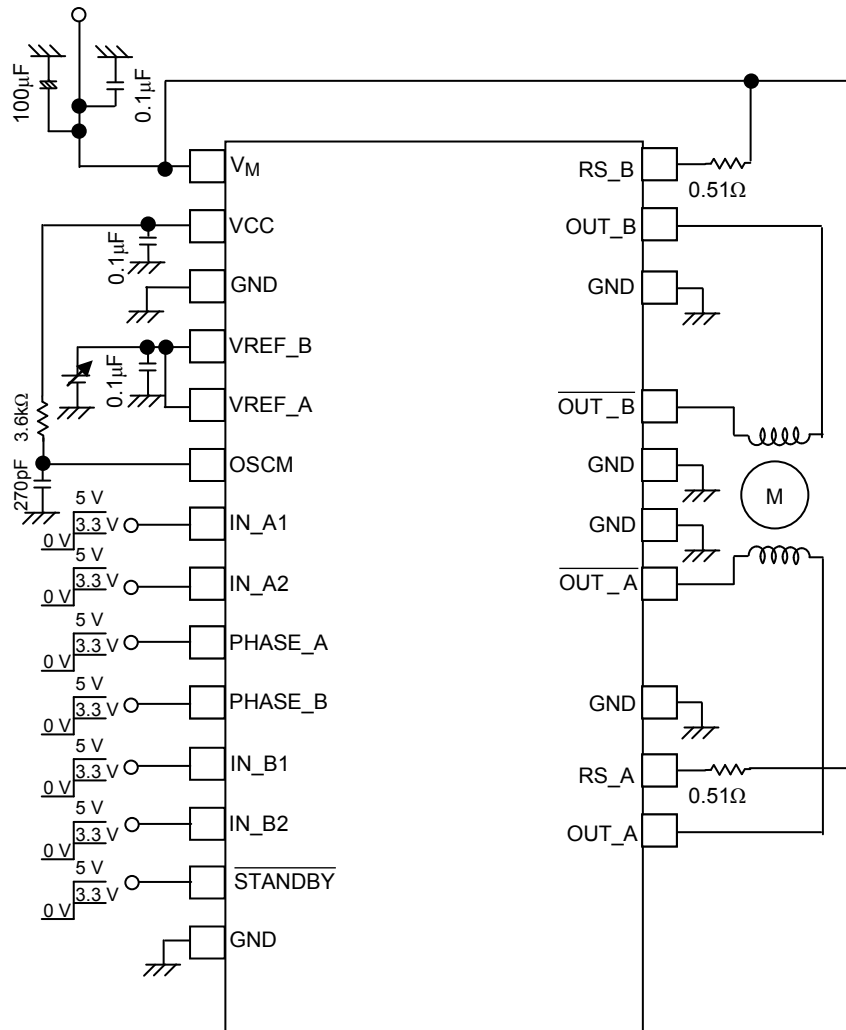 100μF
0.1μF
V_M
VCC
0.1μF
GND
VREF_B
0.1μF
VREF_A
3.6kΩ
OSCM
270pF
5 V
3.3 V
0 V
IN_A1
5 V
3.3 V
0 V
IN_A2
5 V
3.3 V
0 V
PHASE_A
5 V
3.3 V
0 V
PHASE_B
5 V
3.3 V
0 V
IN_B1
5 V
3.3 V
0 V
IN_B2
5 V
3.3 V
0 V
STANDBY
GND
RS_B
0.51Ω
OUT_B
GND
OUT_B
GND
M
GND
OUT_A
GND
RS_A
0.51Ω
OUT_A